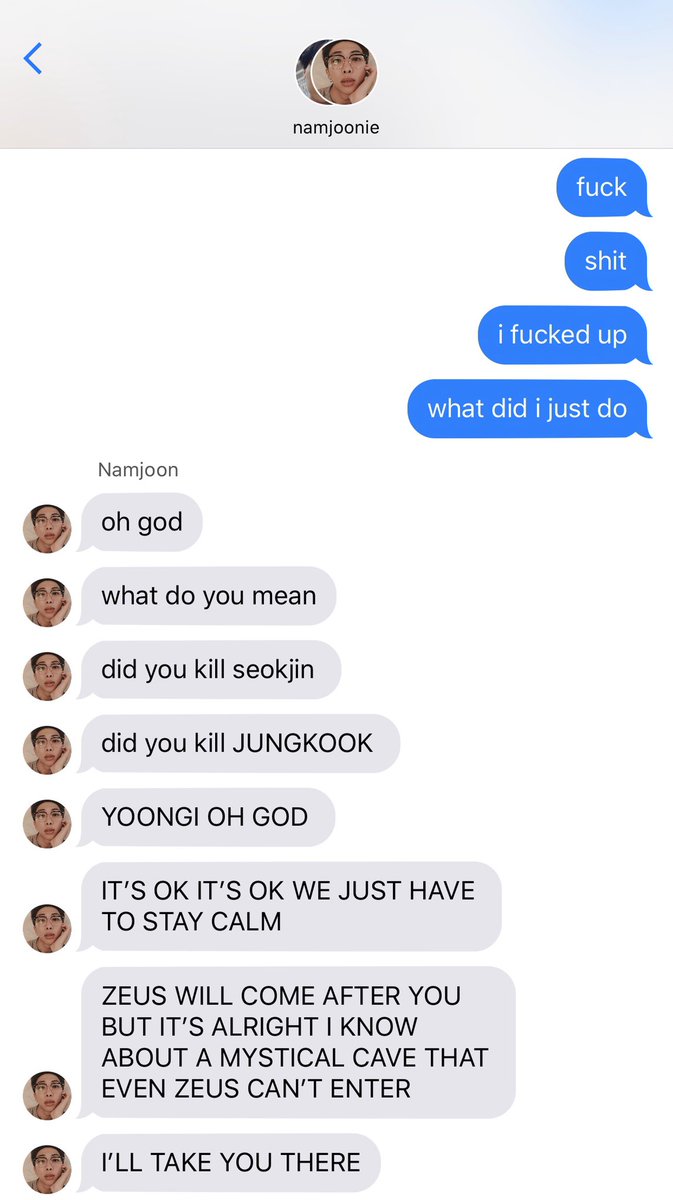 namjoonie
fuck
shit
i fucked up
what did i just do
Namjoon
oh god
what do you mean
did you kill seokjin
did you kill JUNGKOOK
YOONGI OH GOD
IT’S OK IT’S OK WE JUST HAVE
TO STAY CALM
ZEUS WILL COME AFTER YOU
BUT IT’S ALRIGHT I KNOW
ABOUT A MYSTICAL CAVE THAT
EVEN ZEUS CAN’T ENTER
I’LL TAKE YOU THERE